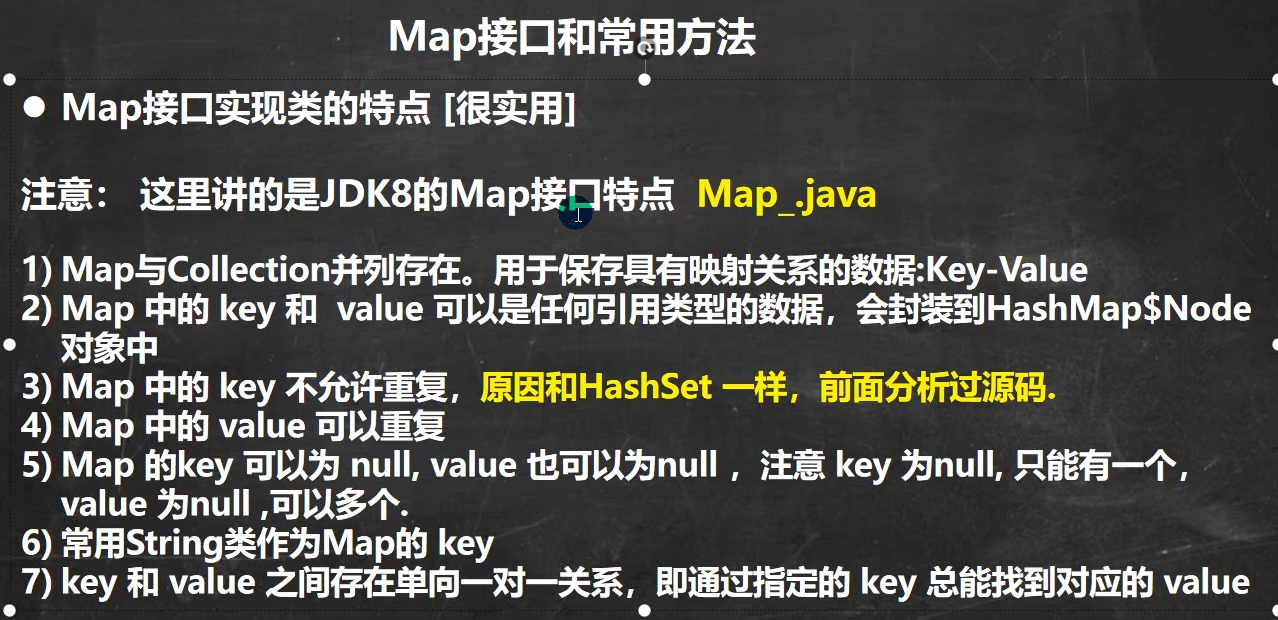 Map接口和常用方法
● Map接口实现类的特点 [很实用]
注意： 这里讲的是JDK8的Map接口特点 Map_.java
1) Map与Collection并列存在。用于保存具有映射关系的数据:Key-Value
2) Map 中的 key 和 value 可以是任何引用类型的数据，会封装到HashMap$Node
对象中
3) Map 中的 key 不允许重复，原因和HashSet 一样，前面分析过源码.
4) Map 中的 value 可以重复
5) Map 的key 可以为 null, value 也可以为null ，注意 key 为null, 只能有一个，
value 为null ,可以多个.
6) 常用String类作为Map的 key
7) key 和 value 之间存在单向一对一关系，即通过指定的 key 总能找到对应的 value